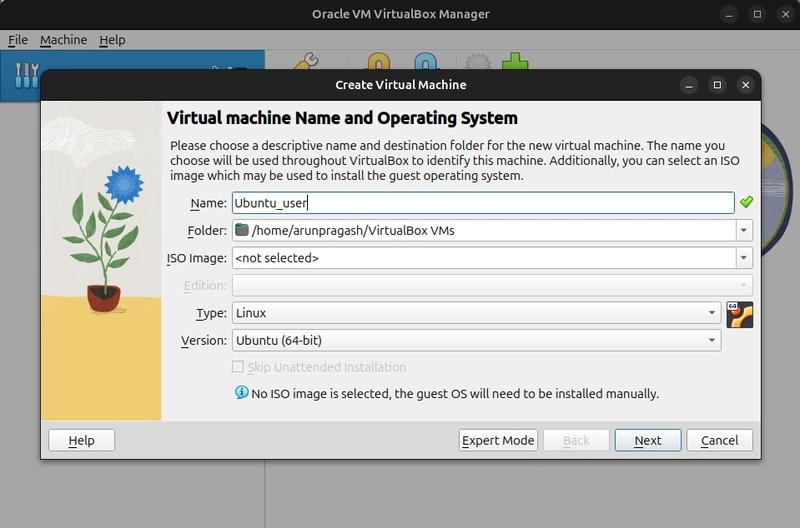 Oracle VM VirtualBox Manager
File Machine Help
Create Virtual Machine
Virtual machine Name and Operating System
Please choose a descriptive name and destination folder for the new virtual machine. The name you
choose will be used throughout VirtualBox to identify this machine. Additionally, you can select an ISO
image which may be used to install the guest operating system.
Name: Ubuntu_user
Folder: /home/arunpragash/VirtualBox VMs
ISO Image: <not selected>
Edition:
Type: Linux
64
Version: Ubuntu (64-bit)
Skip Unattended Installation
No ISO image is selected, the guest OS will need to be installed manually.
Help Expert Mode Back Next Cancel